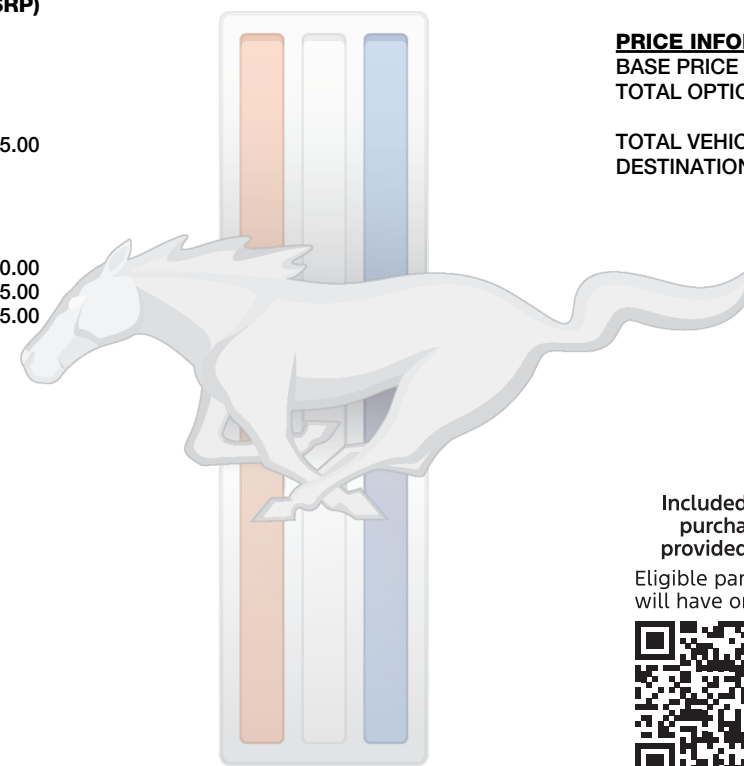 SRP)
5.00
0.00
5.00
5.00
PRICE INFO
BASE PRICE
TOTAL OPTIO
TOTAL VEHIC
DESTINATION
Included
purcha
provided
Eligible par
will have or